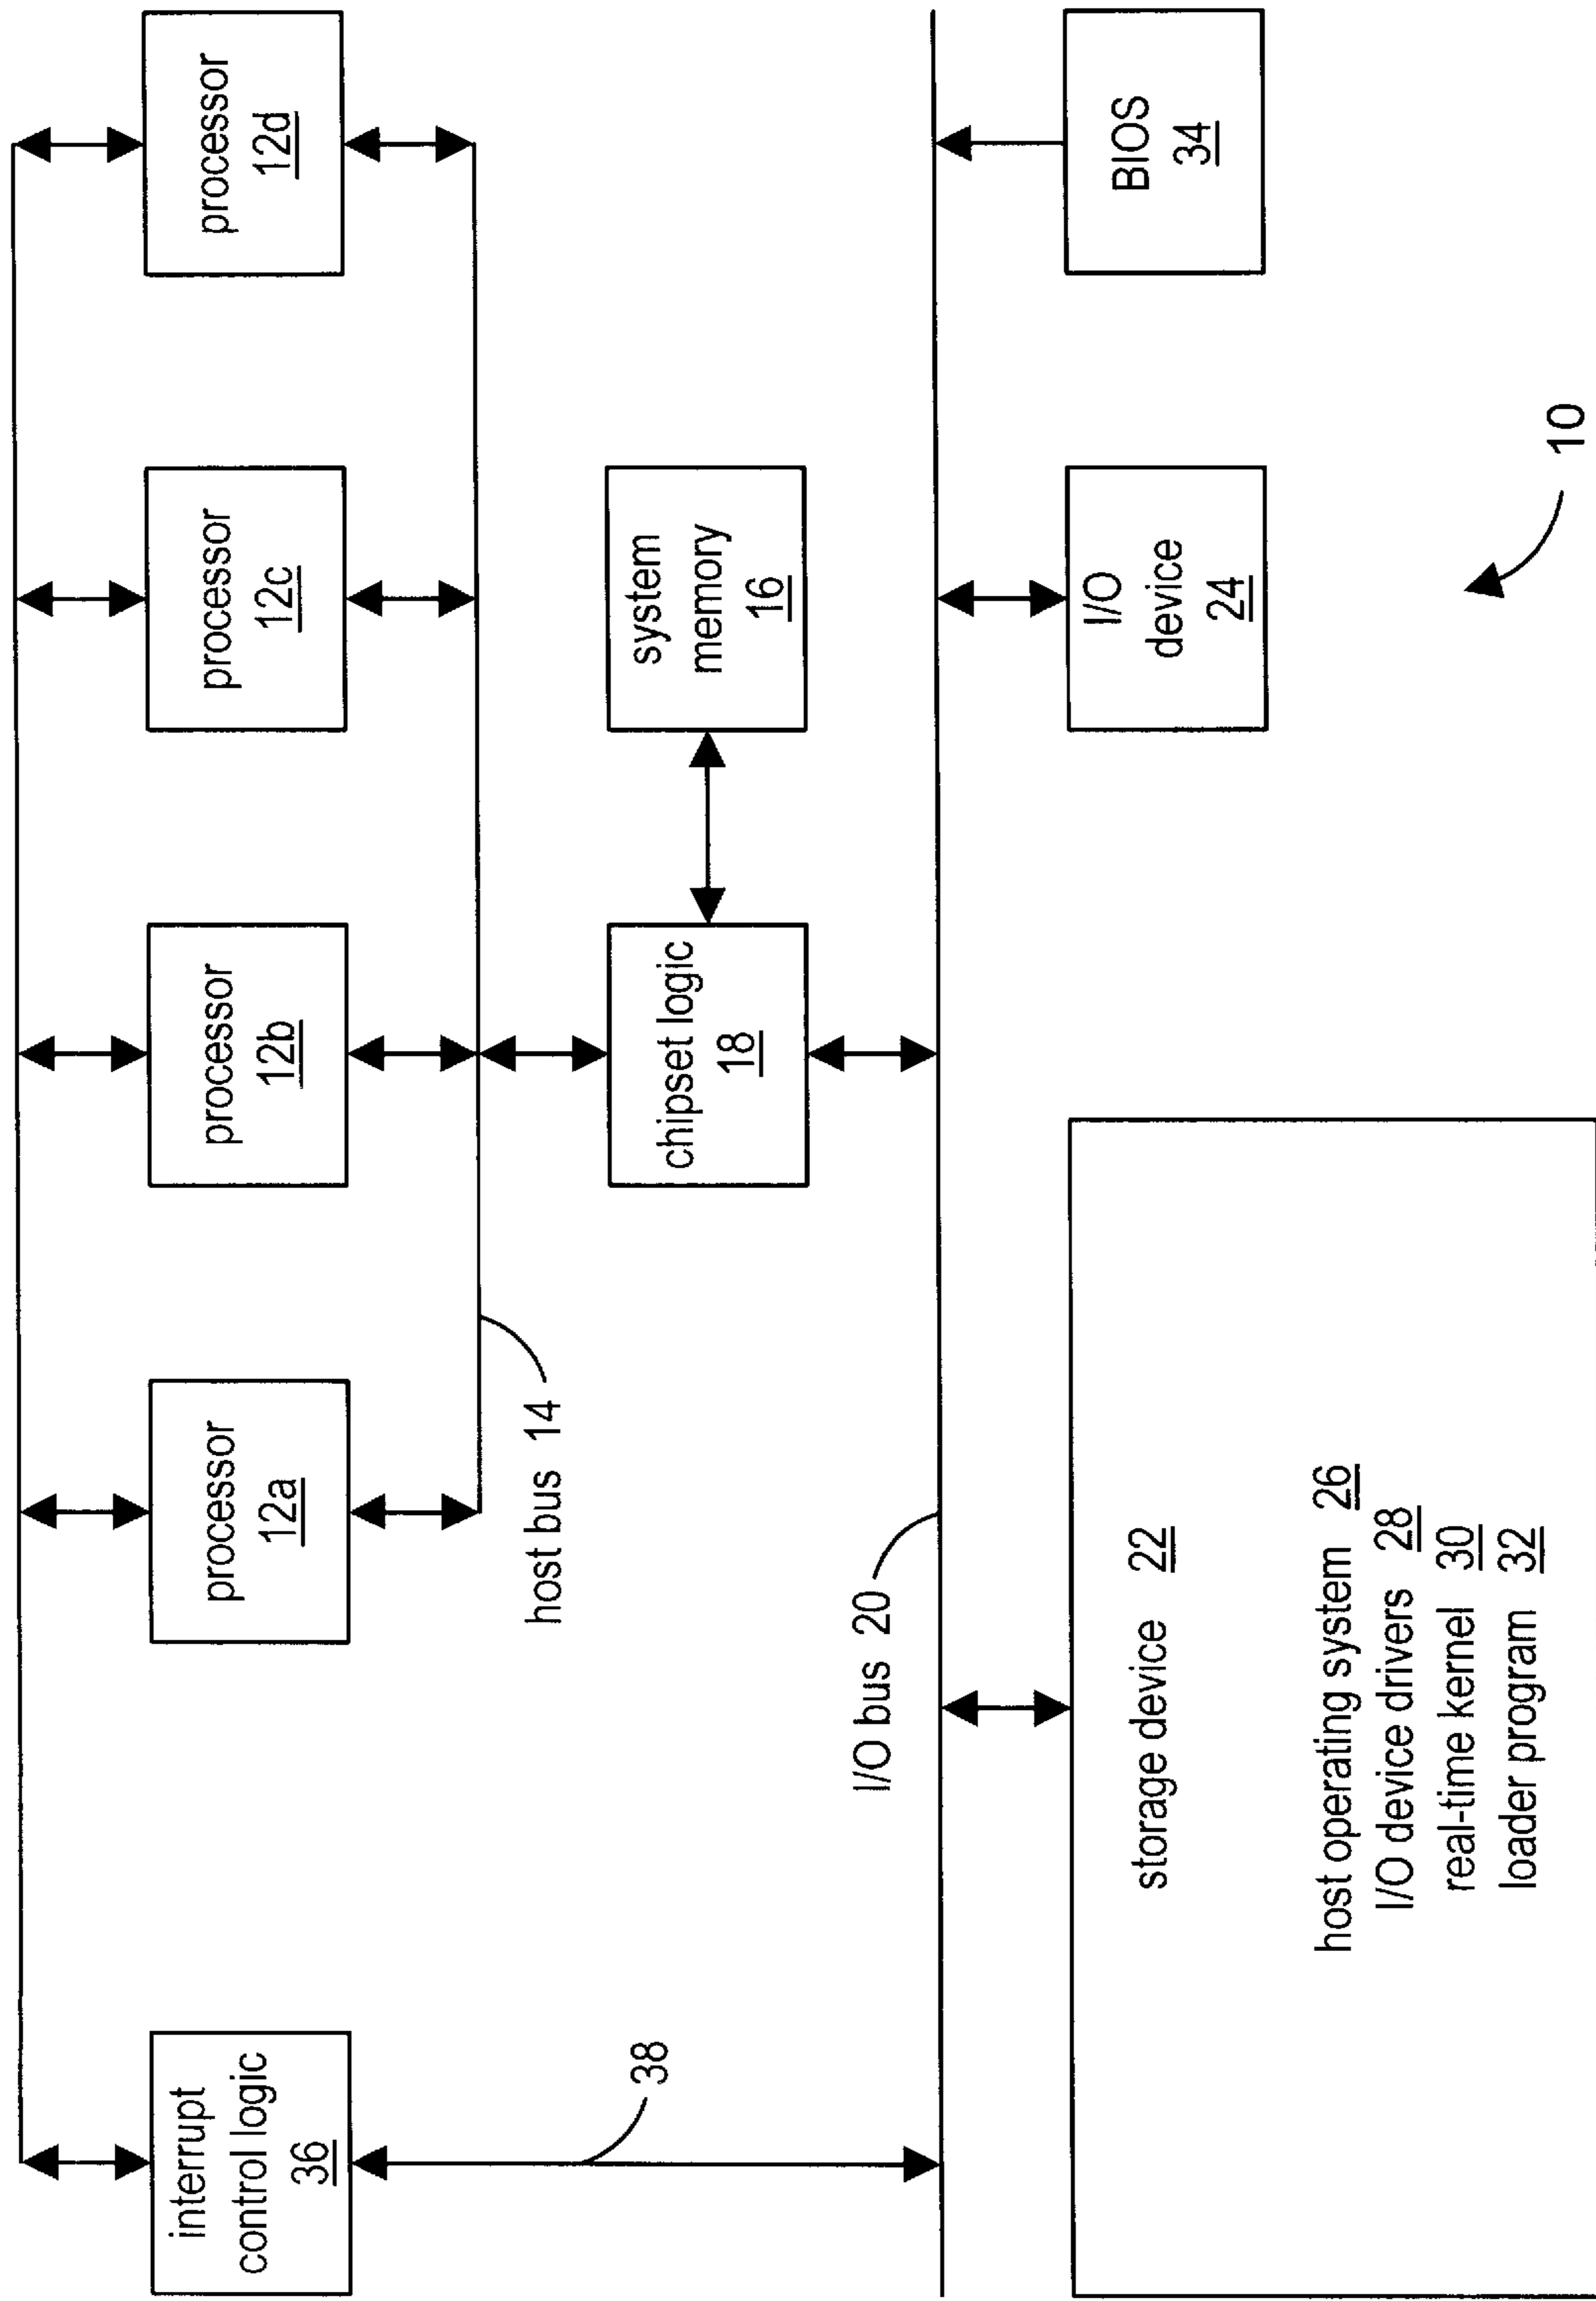 interrupt
control logic
36
processor
12a
processor
12b
processor
12c
processor
12d
host bus 14
chipset logic
18
system
memory
16
38
I/O bus 20
storage device 22
host operating system 26
I/O device drivers 28
real-time kernel 30
loader program 32
I/O
device
24
BIOS
34
10